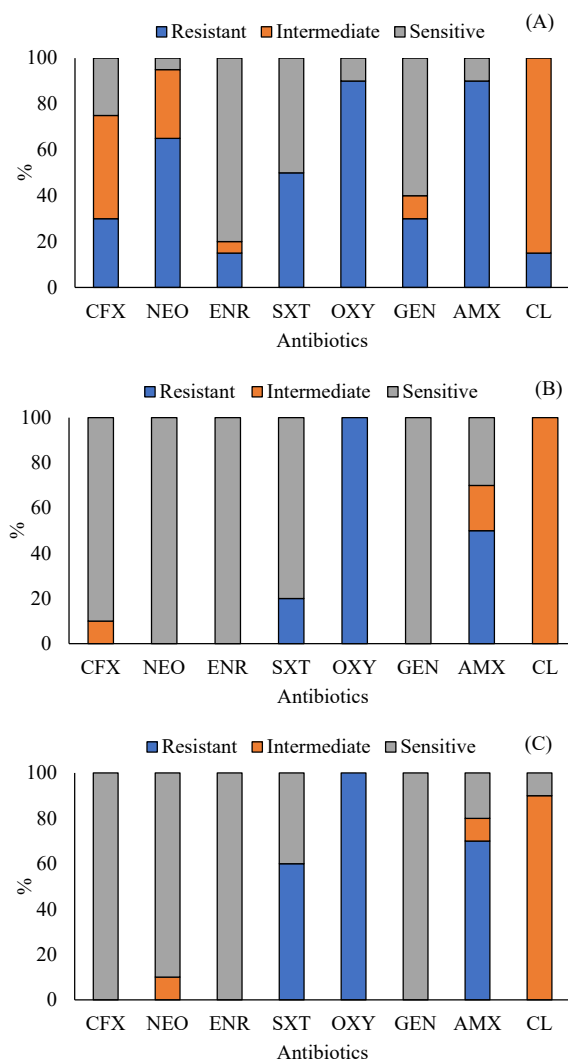 (A)
Resistant Intermediate Sensitive
100
80
60
%
40
20
0
CFX NEO ENR SXT OXY GEN AMX CL
Antibiotics
(B)
Resistant Intermediate Sensitive
100
80
60
%
40
20
0
CFX NEO ENR SXT OXY GEN AMX CL
Antibiotics
Resistant Intermediate Sensitive (C)
100
80
60
%
40
20
0
CFX NEO ENR SXT OXY GEN AMX CL
Antibiotics